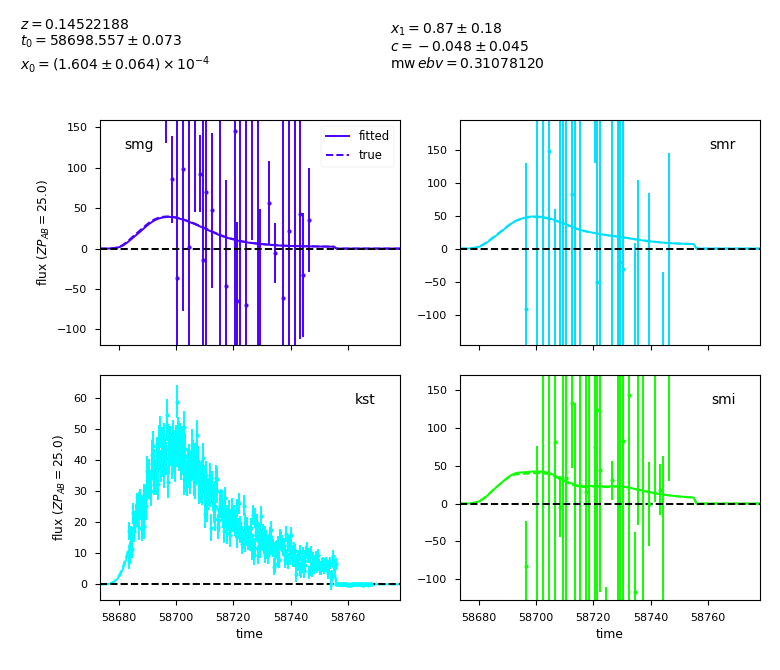 z = 0.14522188
t₀ = 58698.557 ± 0.073
x₀ = (1.604 ± 0.064) × 10⁻⁴
x₁ = 0.87 ± 0.18
c = −0.048 ± 0.045
mw ebv = 0.31078120
150
100
50
0
−50
−100
flux (ZP_AB = 25.0)
smg
fitted
true
150
100
50
0
−50
−100
smr
60
50
40
30
20
10
0
flux (ZP_AB = 25.0)
kst
58680 58700 58720 58740 58760
time
150
100
50
0
−50
−100
smi
58680 58700 58720 58740 58760
time